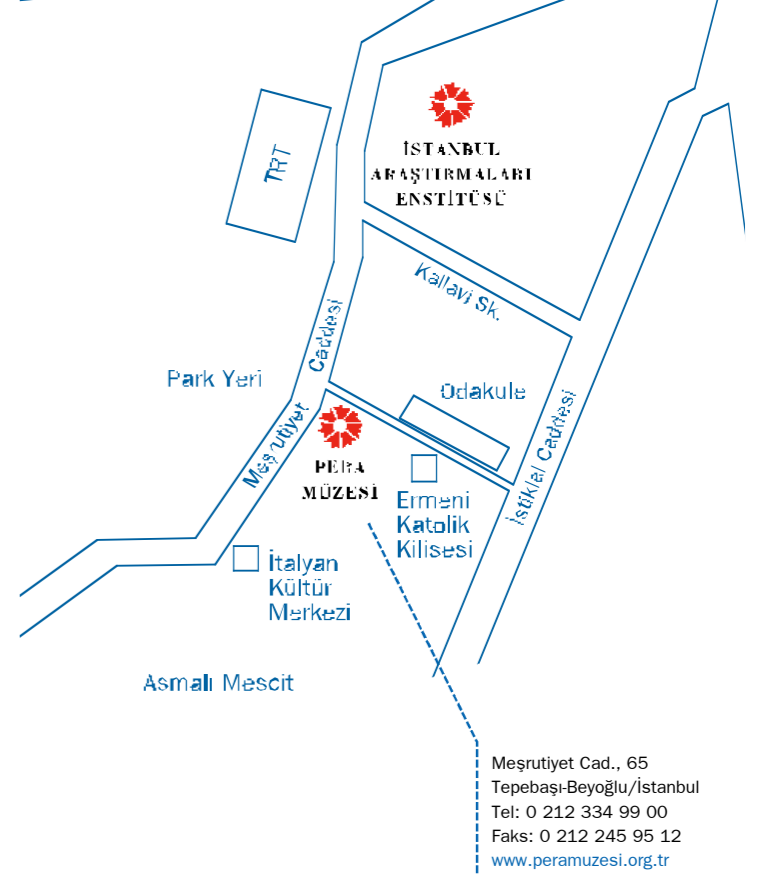 İSTANBUL
ARAŞTIRMALARI
ENSTİTÜSÜ
TRT
Kallavi Sk.
Caddesi
Park Yeri
Odakule
Meşrutiyet
İstiklal Caddesi
PERA
MÜZESİ
Ermeni
Katolik
Kilisesi
İtalyan
Kültür
Merkezi
Asmalı Mescit
Meşrutiyet Cad., 65
Tepebaşı-Beyoğlu/İstanbul
Tel: 0 212 334 99 00
Faks: 0 212 245 95 12
www.peramuzesi.org.tr